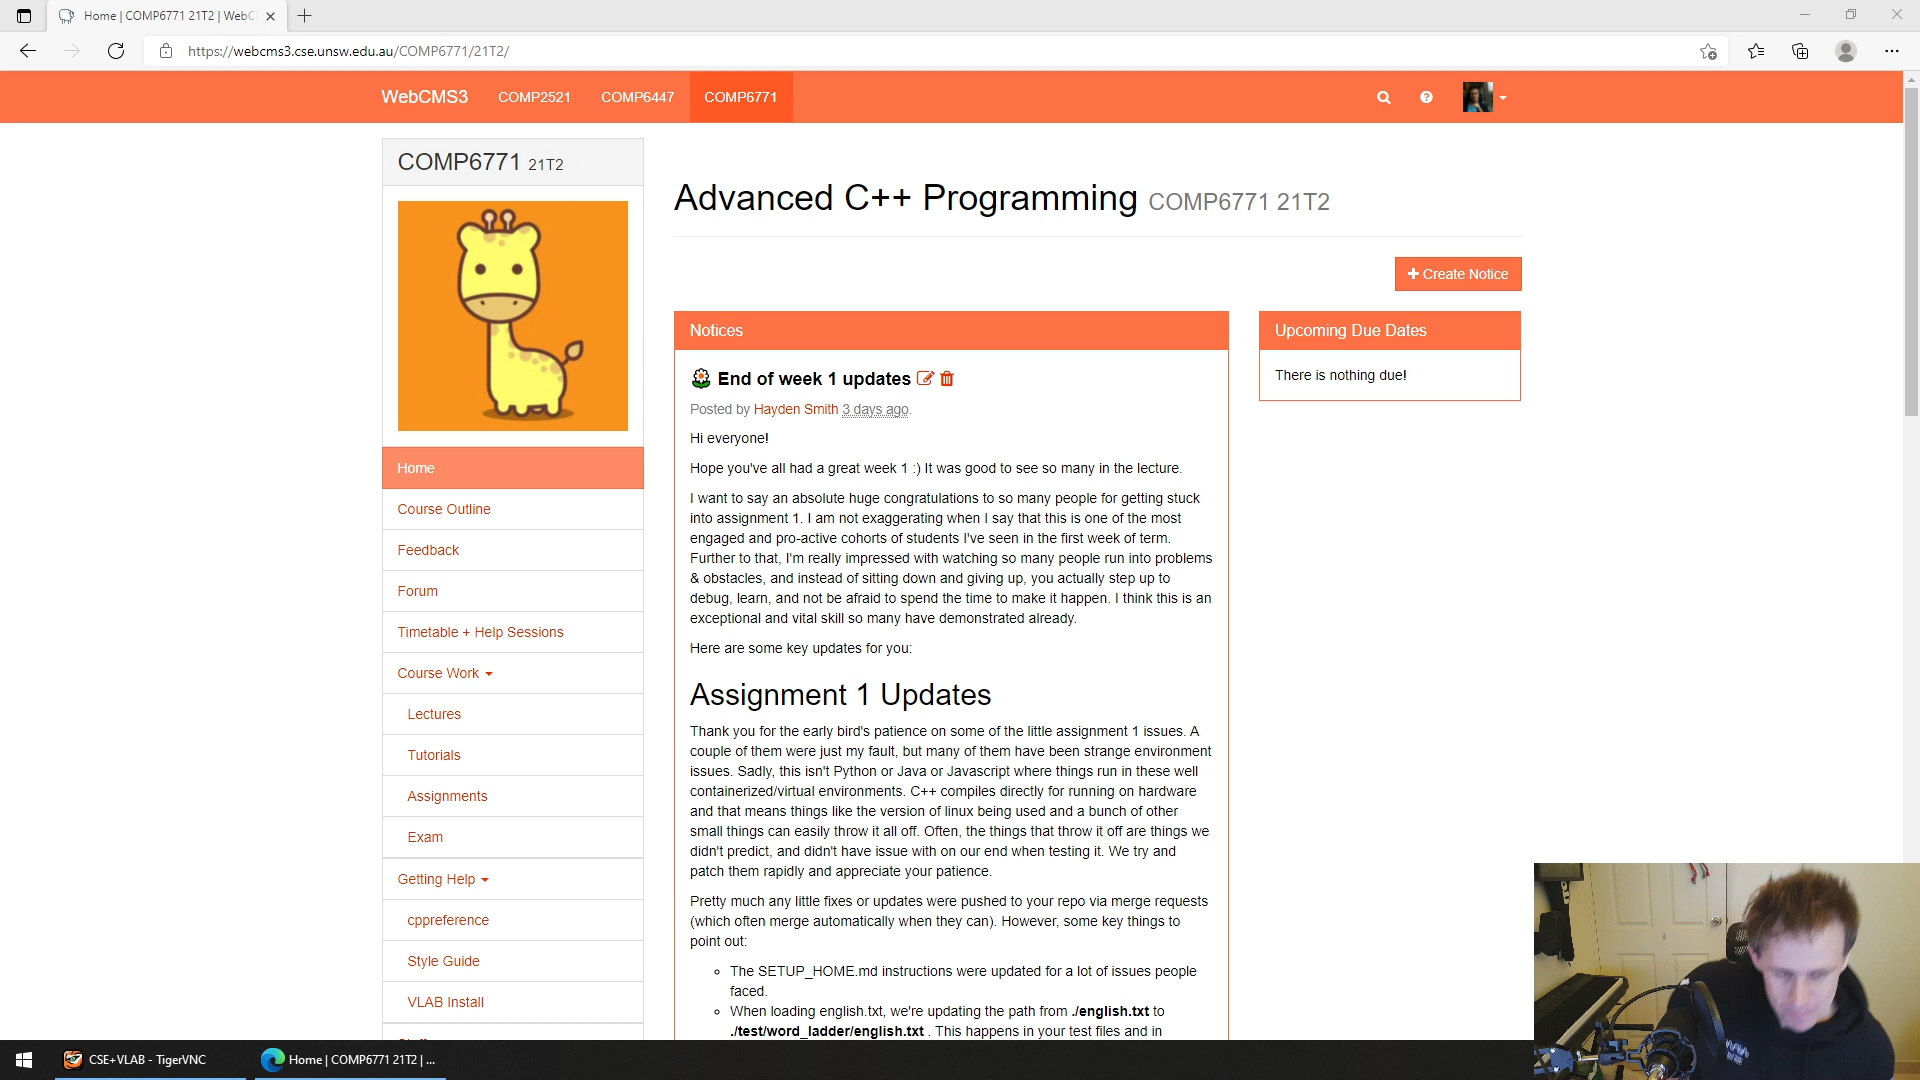 Home | COMP6771 21T2 | WebC
https://webcms3.cse.unsw.edu.au/COMP6771/21T2/
WebCMS3 COMP2521 COMP6447 COMP6771
COMP6771 21T2
Advanced C++ Programming COMP6771 21T2
+ Create Notice
Home
Course Outline
Feedback
Forum
Timetable + Help Sessions
Course Work
Lectures
Tutorials
Assignments
Exam
Getting Help
cppreference
Style Guide
VLAB Install
Notices
End of week 1 updates
Posted by Hayden Smith 3 days ago.
Hi everyone!
Hope you've all had a great week 1 :) It was good to see so many in the lecture.
I want to say an absolute huge congratulations to so many people for getting stuck
into assignment 1. I am not exaggerating when I say that this is one of the most
engaged and pro-active cohorts of students I've seen in the first week of term.
Further to that, I'm really impressed with watching so many people run into problems
& obstacles, and instead of sitting down and giving up, you actually step up to
debug, learn, and not be afraid to spend the time to make it happen. I think this is an
exceptional and vital skill so many have demonstrated already.
Here are some key updates for you:
Assignment 1 Updates
Thank you for the early bird's patience on some of the little assignment 1 issues. A
couple of them were just my fault, but many of them have been strange environment
issues. Sadly, this isn't Python or Java or Javascript where things run in these well
containerized/virtual environments. C++ compiles directly for running on hardware
and that means things like the version of linux being used and a bunch of other
small things can easily throw it all off. Often, the things that throw it off are things we
didn't predict, and didn't have issue with on our end when testing it. We try and
patch them rapidly and appreciate your patience.
Pretty much any little fixes or updates were pushed to your repo via merge requests
(which often merge automatically when they can). However, some key things to
point out:
The SETUP_HOME.md instructions were updated for a lot of issues people
faced.
When loading english.txt, we're updating the path from ./english.txt to
./test/word_ladder/english.txt . This happens in your test files and in
Upcoming Due Dates
There is nothing due!
CSE+VLAB - TigerVNC
Home | COMP6771 21T2 | ...